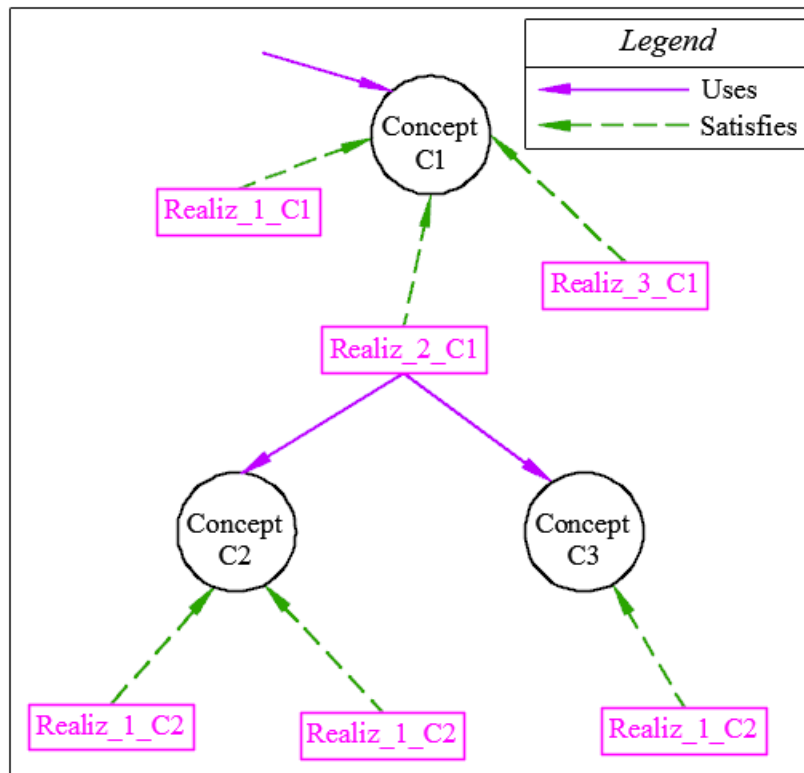 Legend
Uses
Satisfies
Concept
C1
Realiz_1_C1
Realiz_3_C1
Realiz_2_C1
Concept
C2
Concept
C3
Realiz_1_C2
Realiz_1_C2
Realiz_1_C2